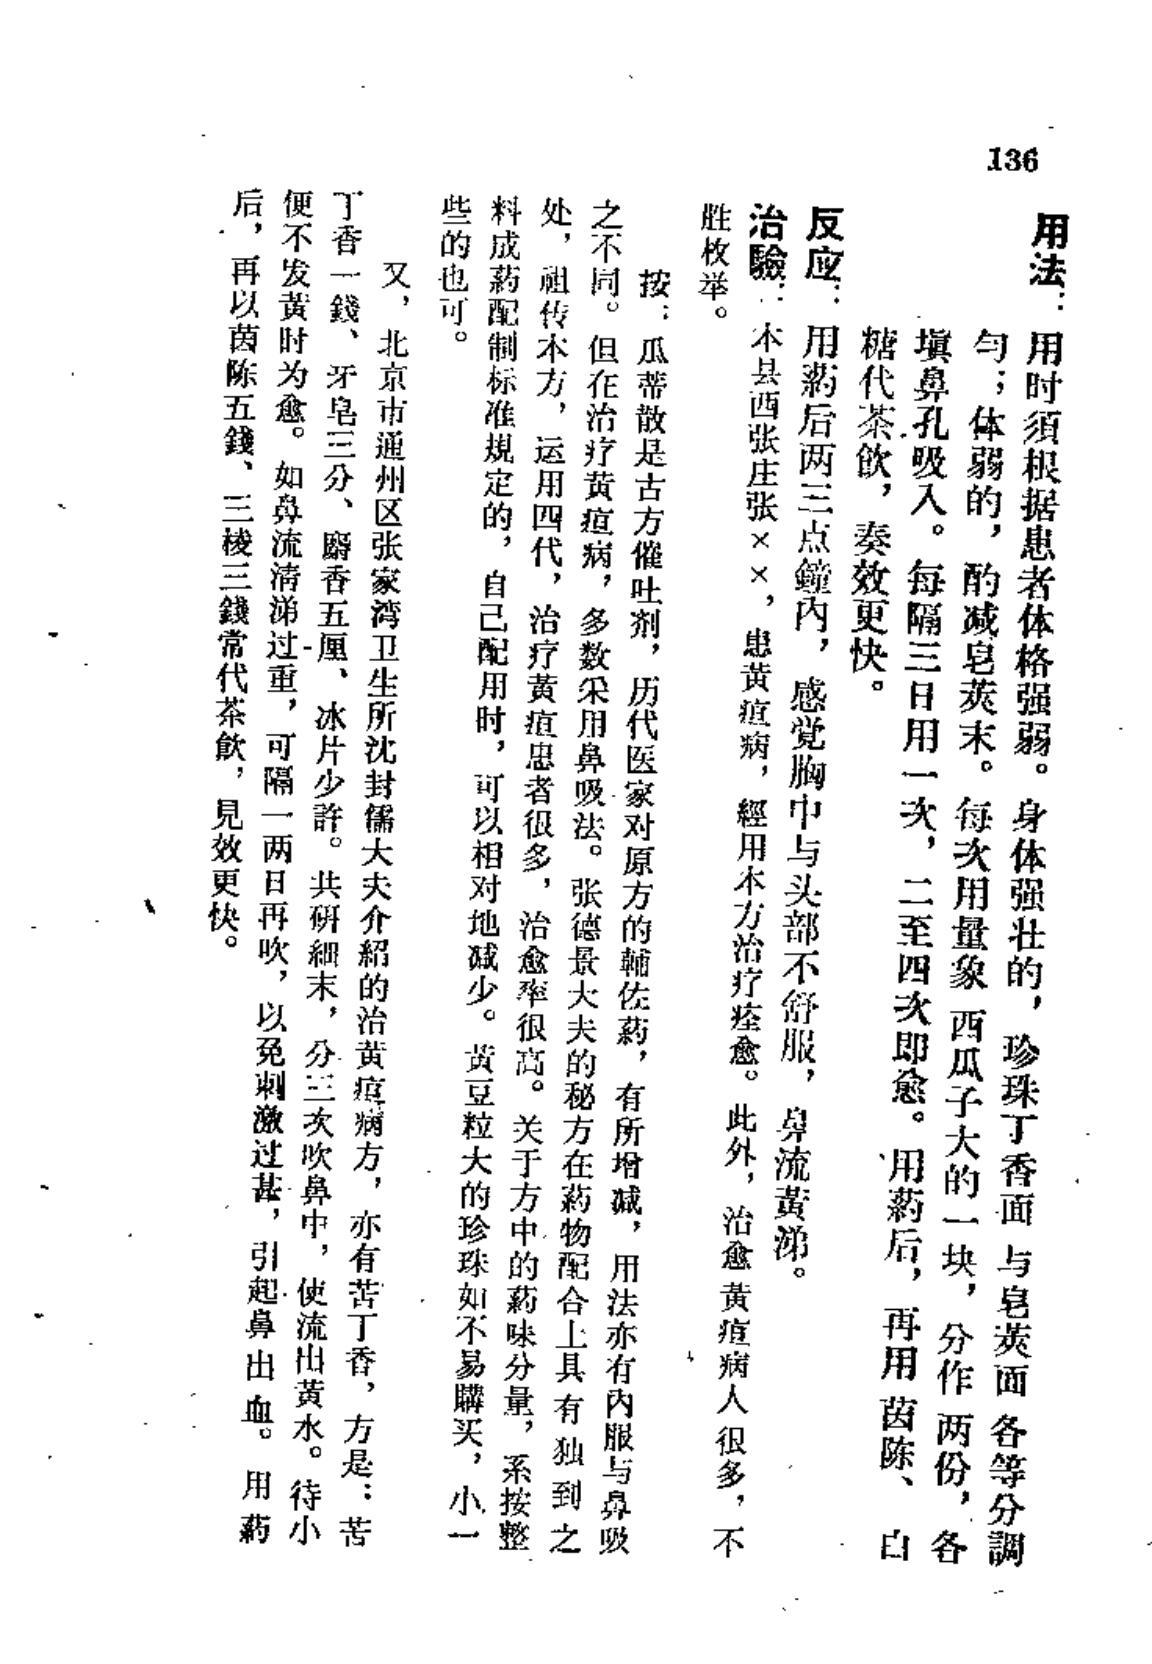 136
用法：用时須根据患者体格强弱。身体强壮的，珍珠丁香面与皂莢面各等分調
匀；体弱的，酌减皂莢末。每次用量象西瓜子大的一块，分作两份，各
塡鼻孔吸入。每隔三日用一次，二至四次即愈。用葯后，再用茵陈、白
糖代茶飮，奏效更快。
反应：用葯后两三点鐘內，感觉胸中与头部不舒服，鼻流黃涕。
治驗：本县西张庄张××，患黃疸病，經用本方治疗痊愈。此外，治愈黃疸病人很多，不
胜枚举。
按：瓜蒂散是古方催吐剂，历代医家对原方的輔佐葯，有所增减，用法亦有内服与鼻吸
之不同。但在治疗黄疸病，多数采用鼻吸法。张德景大夫的秘方在葯物配合上具有独到之
处，祖传本方，运用四代，治疗黄疸患者很多，治愈率很高。关于方中的葯味分量，系按整
料成葯配制标准規定的，自己配用时，可以相对地减少。黃豆粒大的珍珠如不易購买，小一
些的也可。
又，北京市通州区张家湾卫生所沈封儒大夫介紹的治黃疸病方，亦有苦丁香，方是：苦
丁香一錢、牙皂三分、麝香五厘、冰片少許。共研細末，分三次吹鼻中，使流出黃水。待小
便不发黃时为愈。如鼻流清涕过重，可隔一两日再吹，以免刺激过甚，引起鼻出血。用葯
后，再以茵陈五錢、三棱三錢常代茶飮，見效更快。